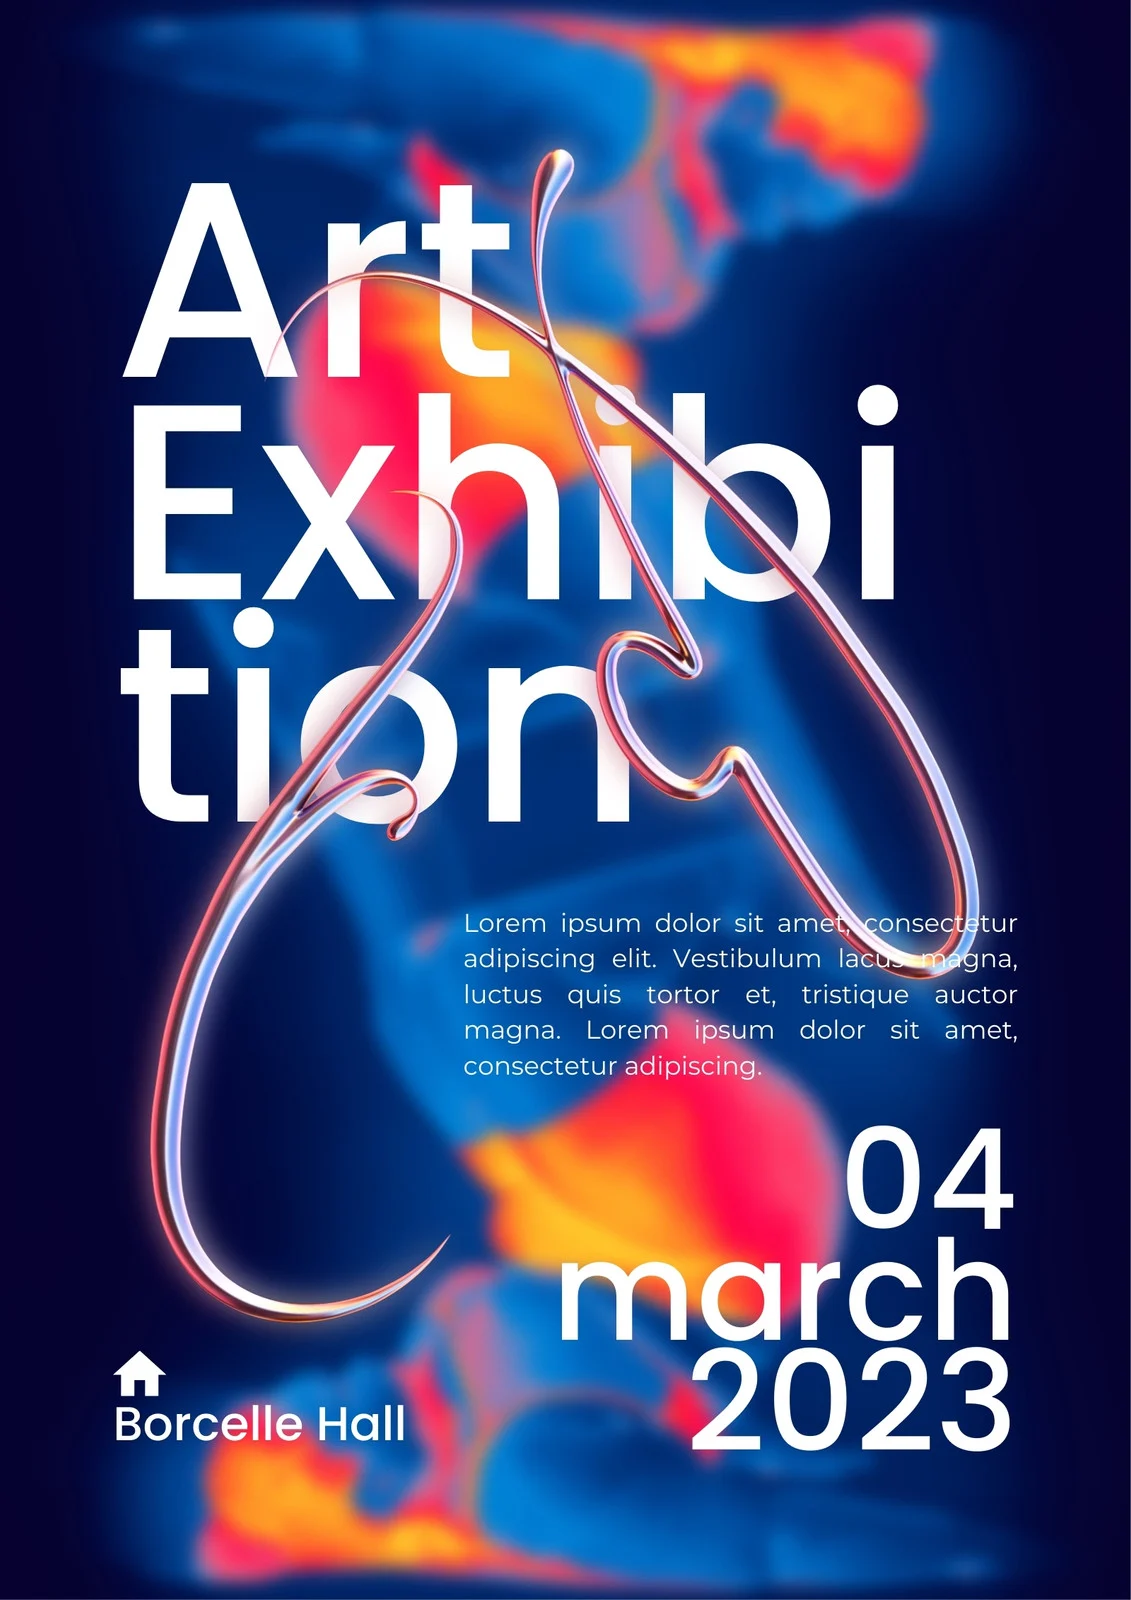 Art
Exhibi
tion
Lorem ipsum dolor sit amet, consectetur
adipiscing elit. Vestibulum lacus magna,
luctus quis tortor et, tristique auctor
magna. Lorem ipsum dolor sit amet,
consectetur adipiscing.
04
march
2023
Borcelle Hall